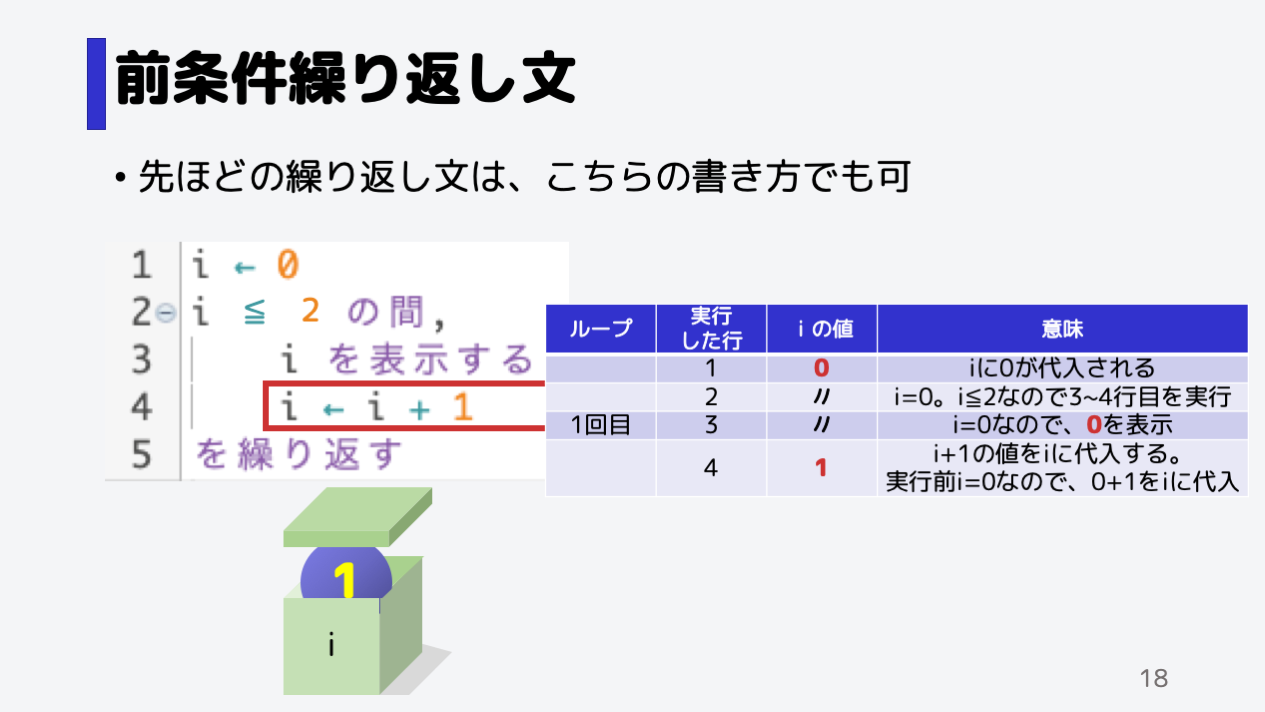 前条件繰り返し文
• 先ほどの繰り返し文は、こちらの書き方でも可
1 i ← 0
2 i ≦ 2 の間,
3 i を表示する
4 i ← i + 1
5 を繰り返す
ループ 実行した行 i の値 意味
1 0 iに0が代入される
2 〃 i=0。i≦2なので3~4行目を実行
1回目 3 〃 i=0なので、0を表示
4 1 i+1の値をiに代入する。
実行前i=0なので、0+1をiに代入
1
i
18